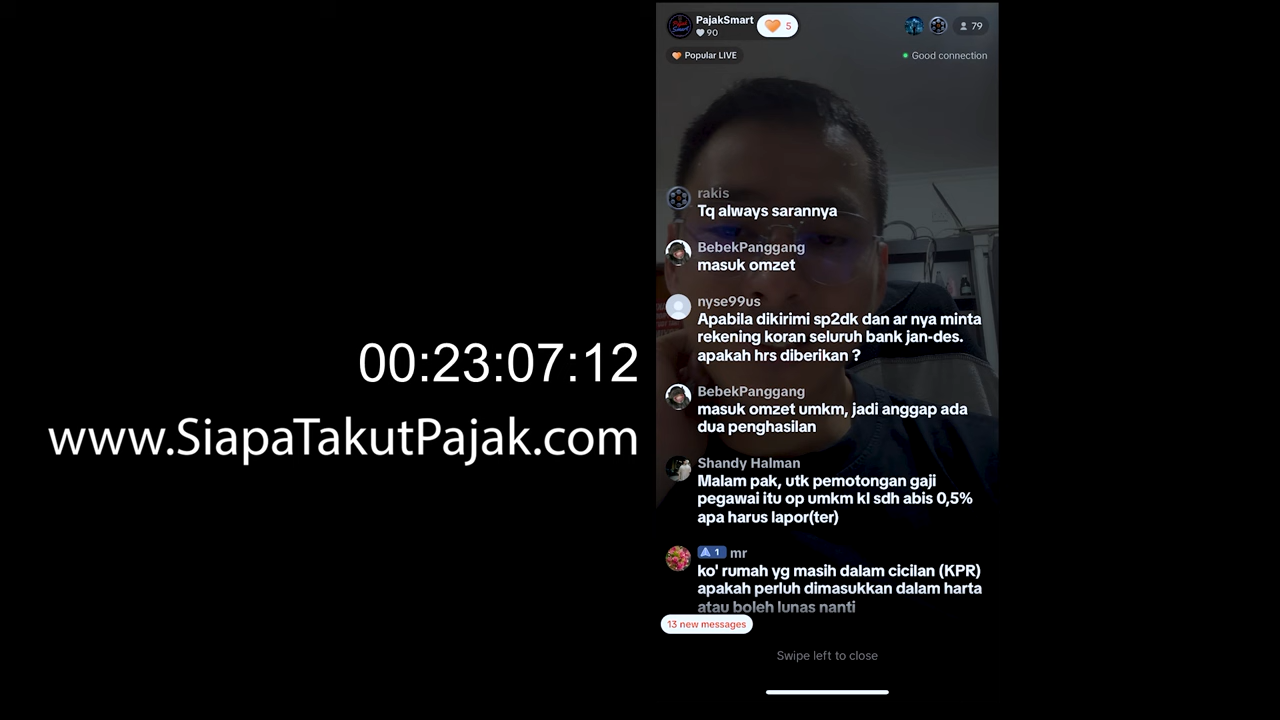 00:23:07:12
www.SiapaTakutPajak.com
PajakSmart
90
5
79
Popular LIVE
Good connection
rakis
Tq always sarannya
BebekPanggang
masuk omzet
nyse99us
Apabila dikirimi sp2dk dan ar nya minta
rekening koran seluruh bank jan-des.
apakah hrs diberikan ?
BebekPanggang
masuk omzet umkm, jadi anggap ada
dua penghasilan
Shandy Halman
Malam pak, utk pemotongan gaji
pegawai itu op umkm kl sdh abis 0,5%
apa harus lapor(ter)
1 mr
ko' rumah yg masih dalam cicilan (KPR)
apakah perluh dimasukkan dalam harta
atau boleh lunas nanti
13 new messages
Swipe left to close